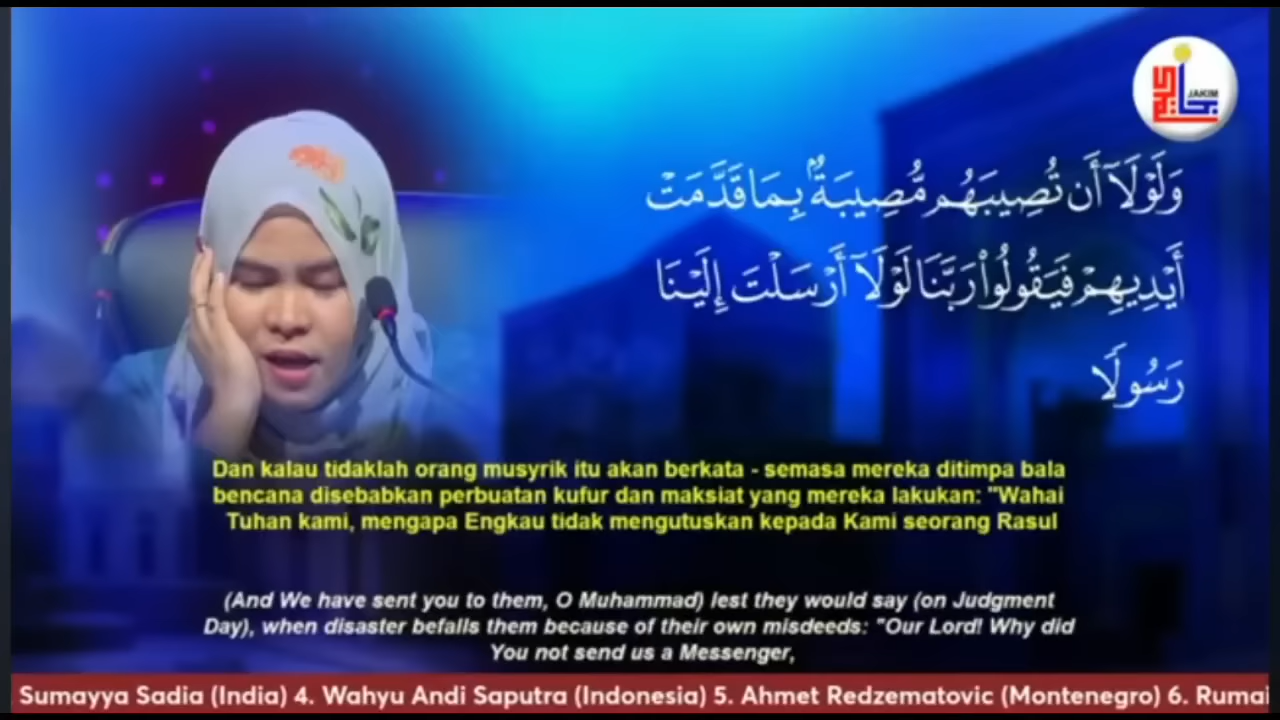 JAKIM
وَلَوْلَآ أَن تُصِيبَهُم مُّصِيبَةٌۢ بِمَا قَدَّمَتْ
أَيْدِيهِمْ فَيَقُولُوا۟ رَبَّنَا لَوْلَآ أَرْسَلْتَ إِلَيْنَا
رَسُولًا
Dan kalau tidaklah orang musyrik itu akan berkata - semasa mereka ditimpa bala
bencana disebabkan perbuatan kufur dan maksiat yang mereka lakukan: "Wahai
Tuhan kami, mengapa Engkau tidak mengutuskan kepada Kami seorang Rasul
(And We have sent you to them, O Muhammad) lest they would say (on Judgment
Day), when disaster befalls them because of their own misdeeds: "Our Lord! Why did
You not send us a Messenger,
Sumayya Sadia (India) 4. Wahyu Andi Saputra (Indonesia) 5. Ahmet Redzematovic (Montenegro) 6. Rumai